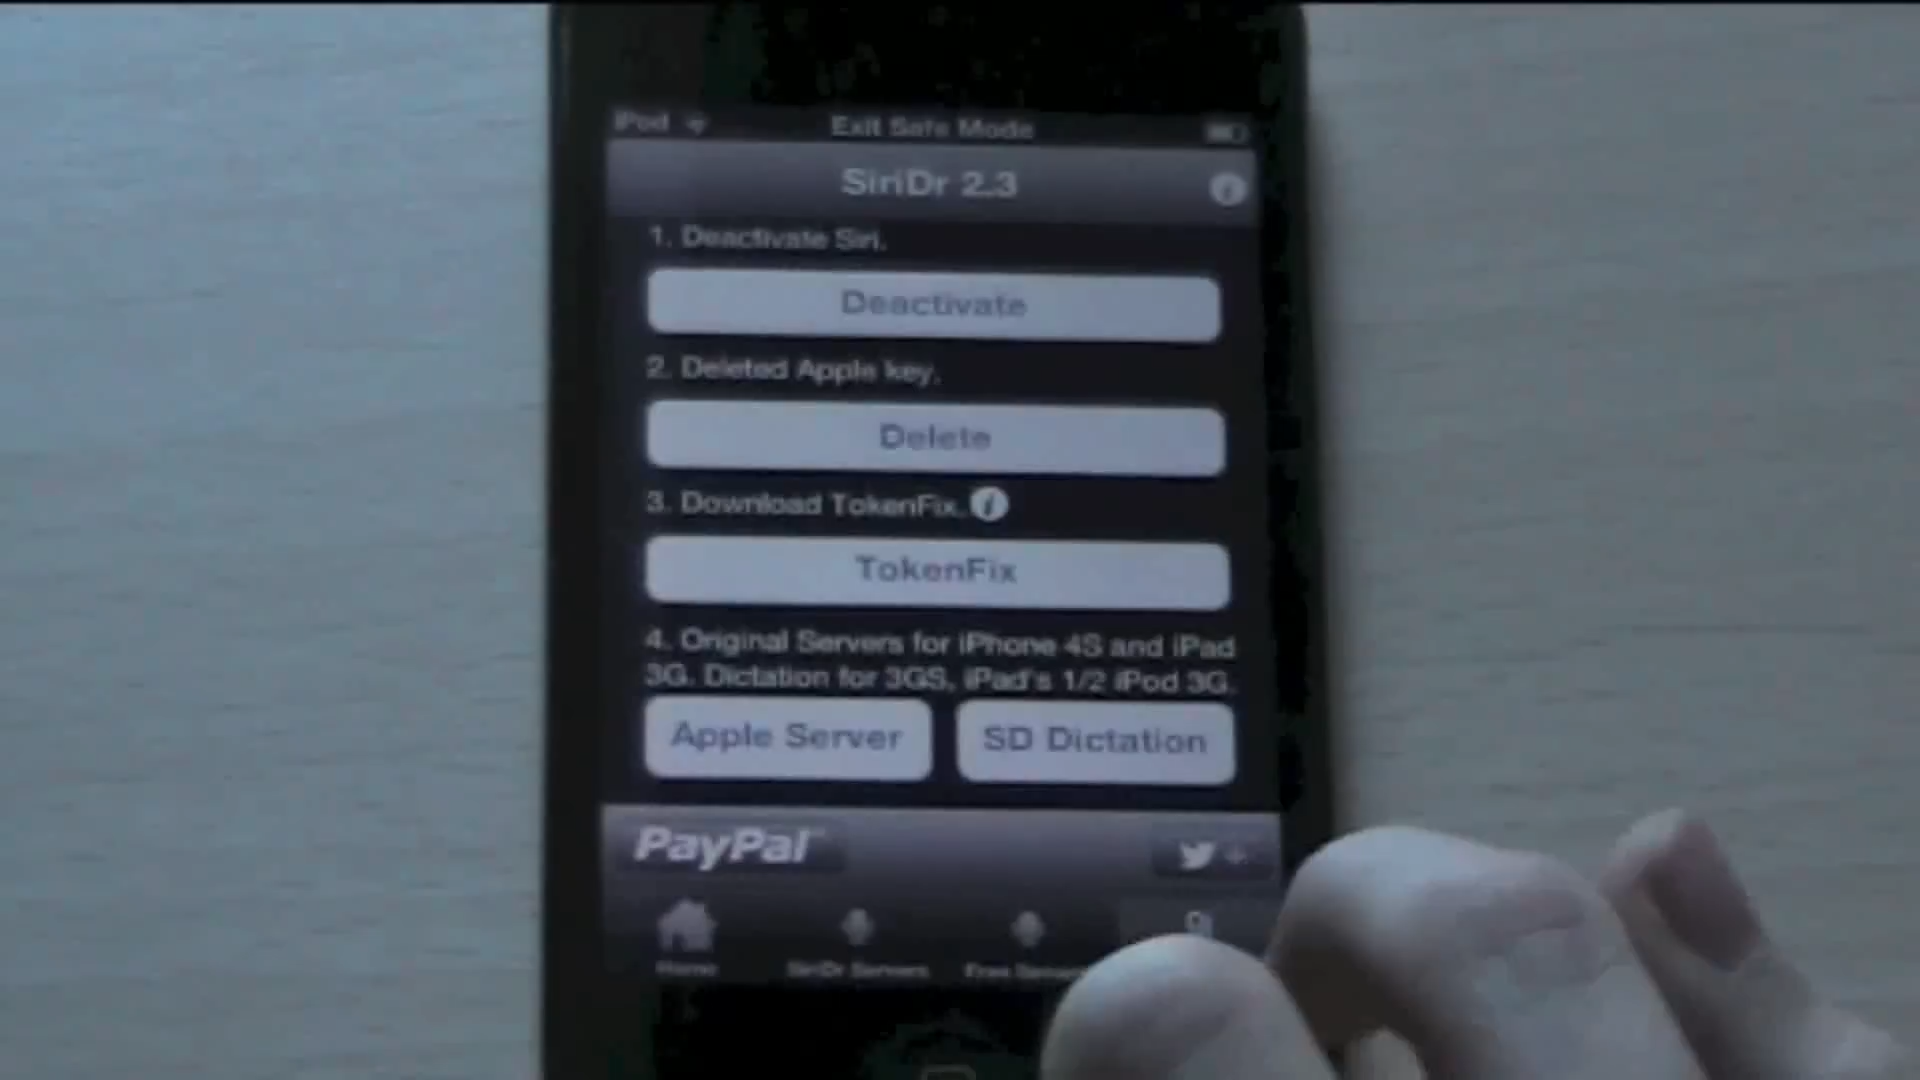 iPod
Exit Safe Mode
SiriDr 2.3
1. Deactivate Siri.
Deactivate
2. Deleted Apple key.
Delete
3. Download TokenFix.
TokenFix
4. Original Servers for iPhone 4S and iPad
3G. Dictation for 3GS, iPad's 1/2 iPod 3G.
Apple Server
SD Dictation
PayPal
Home
SiriDr Servers
Free